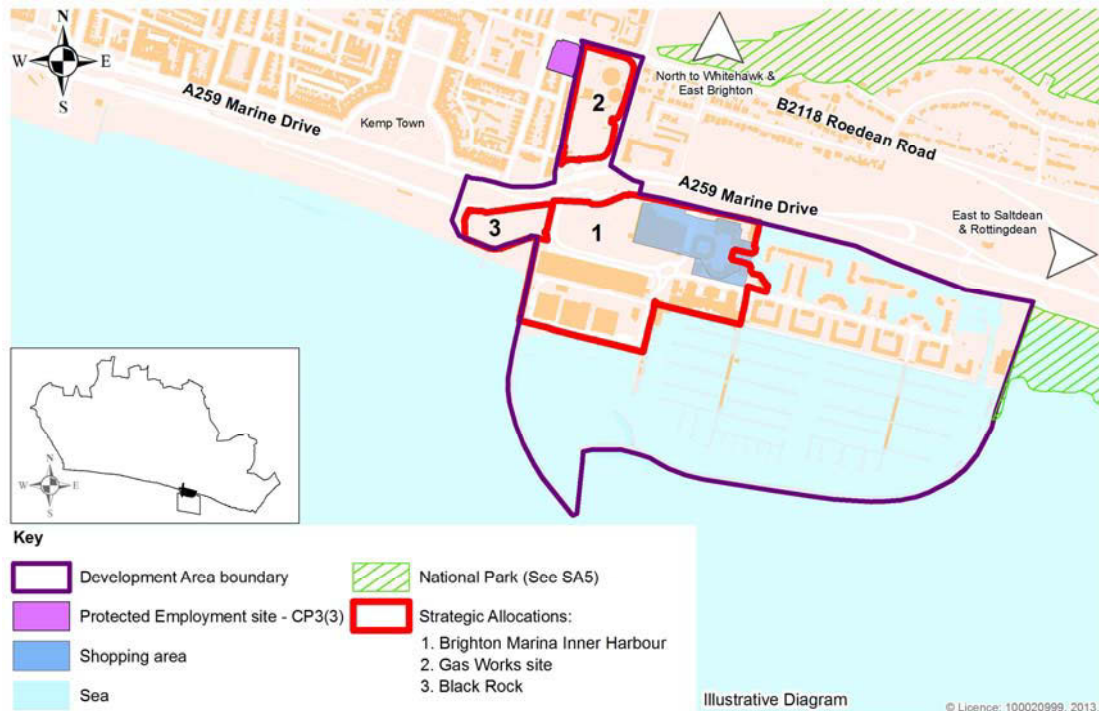 N
W E
S
A259 Marine Drive
Kemp Town
2
North to Whitehawk &
East Brighton
B2118 Roedean Road
A259 Marine Drive
East to Saltdean
& Rottingdean
3
1
N
W E
S
Key
Development Area boundary
Protected Employment site - CP3(3)
Shopping area
Sea
National Park (See SA5)
Strategic Allocations:
1. Brighton Marina Inner Harbour
2. Gas Works site
3. Black Rock
Illustrative Diagram
© Licence: 100020999, 2013